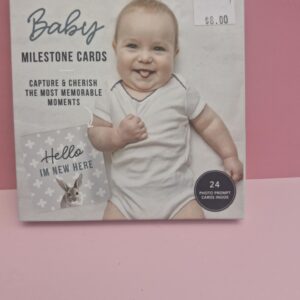 $8.00
Baby
MILESTONE CARDS
CAPTURE & CHERISH
THE MOST MEMORABLE
MOMENTS
Hello
IM NEW HERE
24
PHOTO PROMPT
CARDS INSIDE